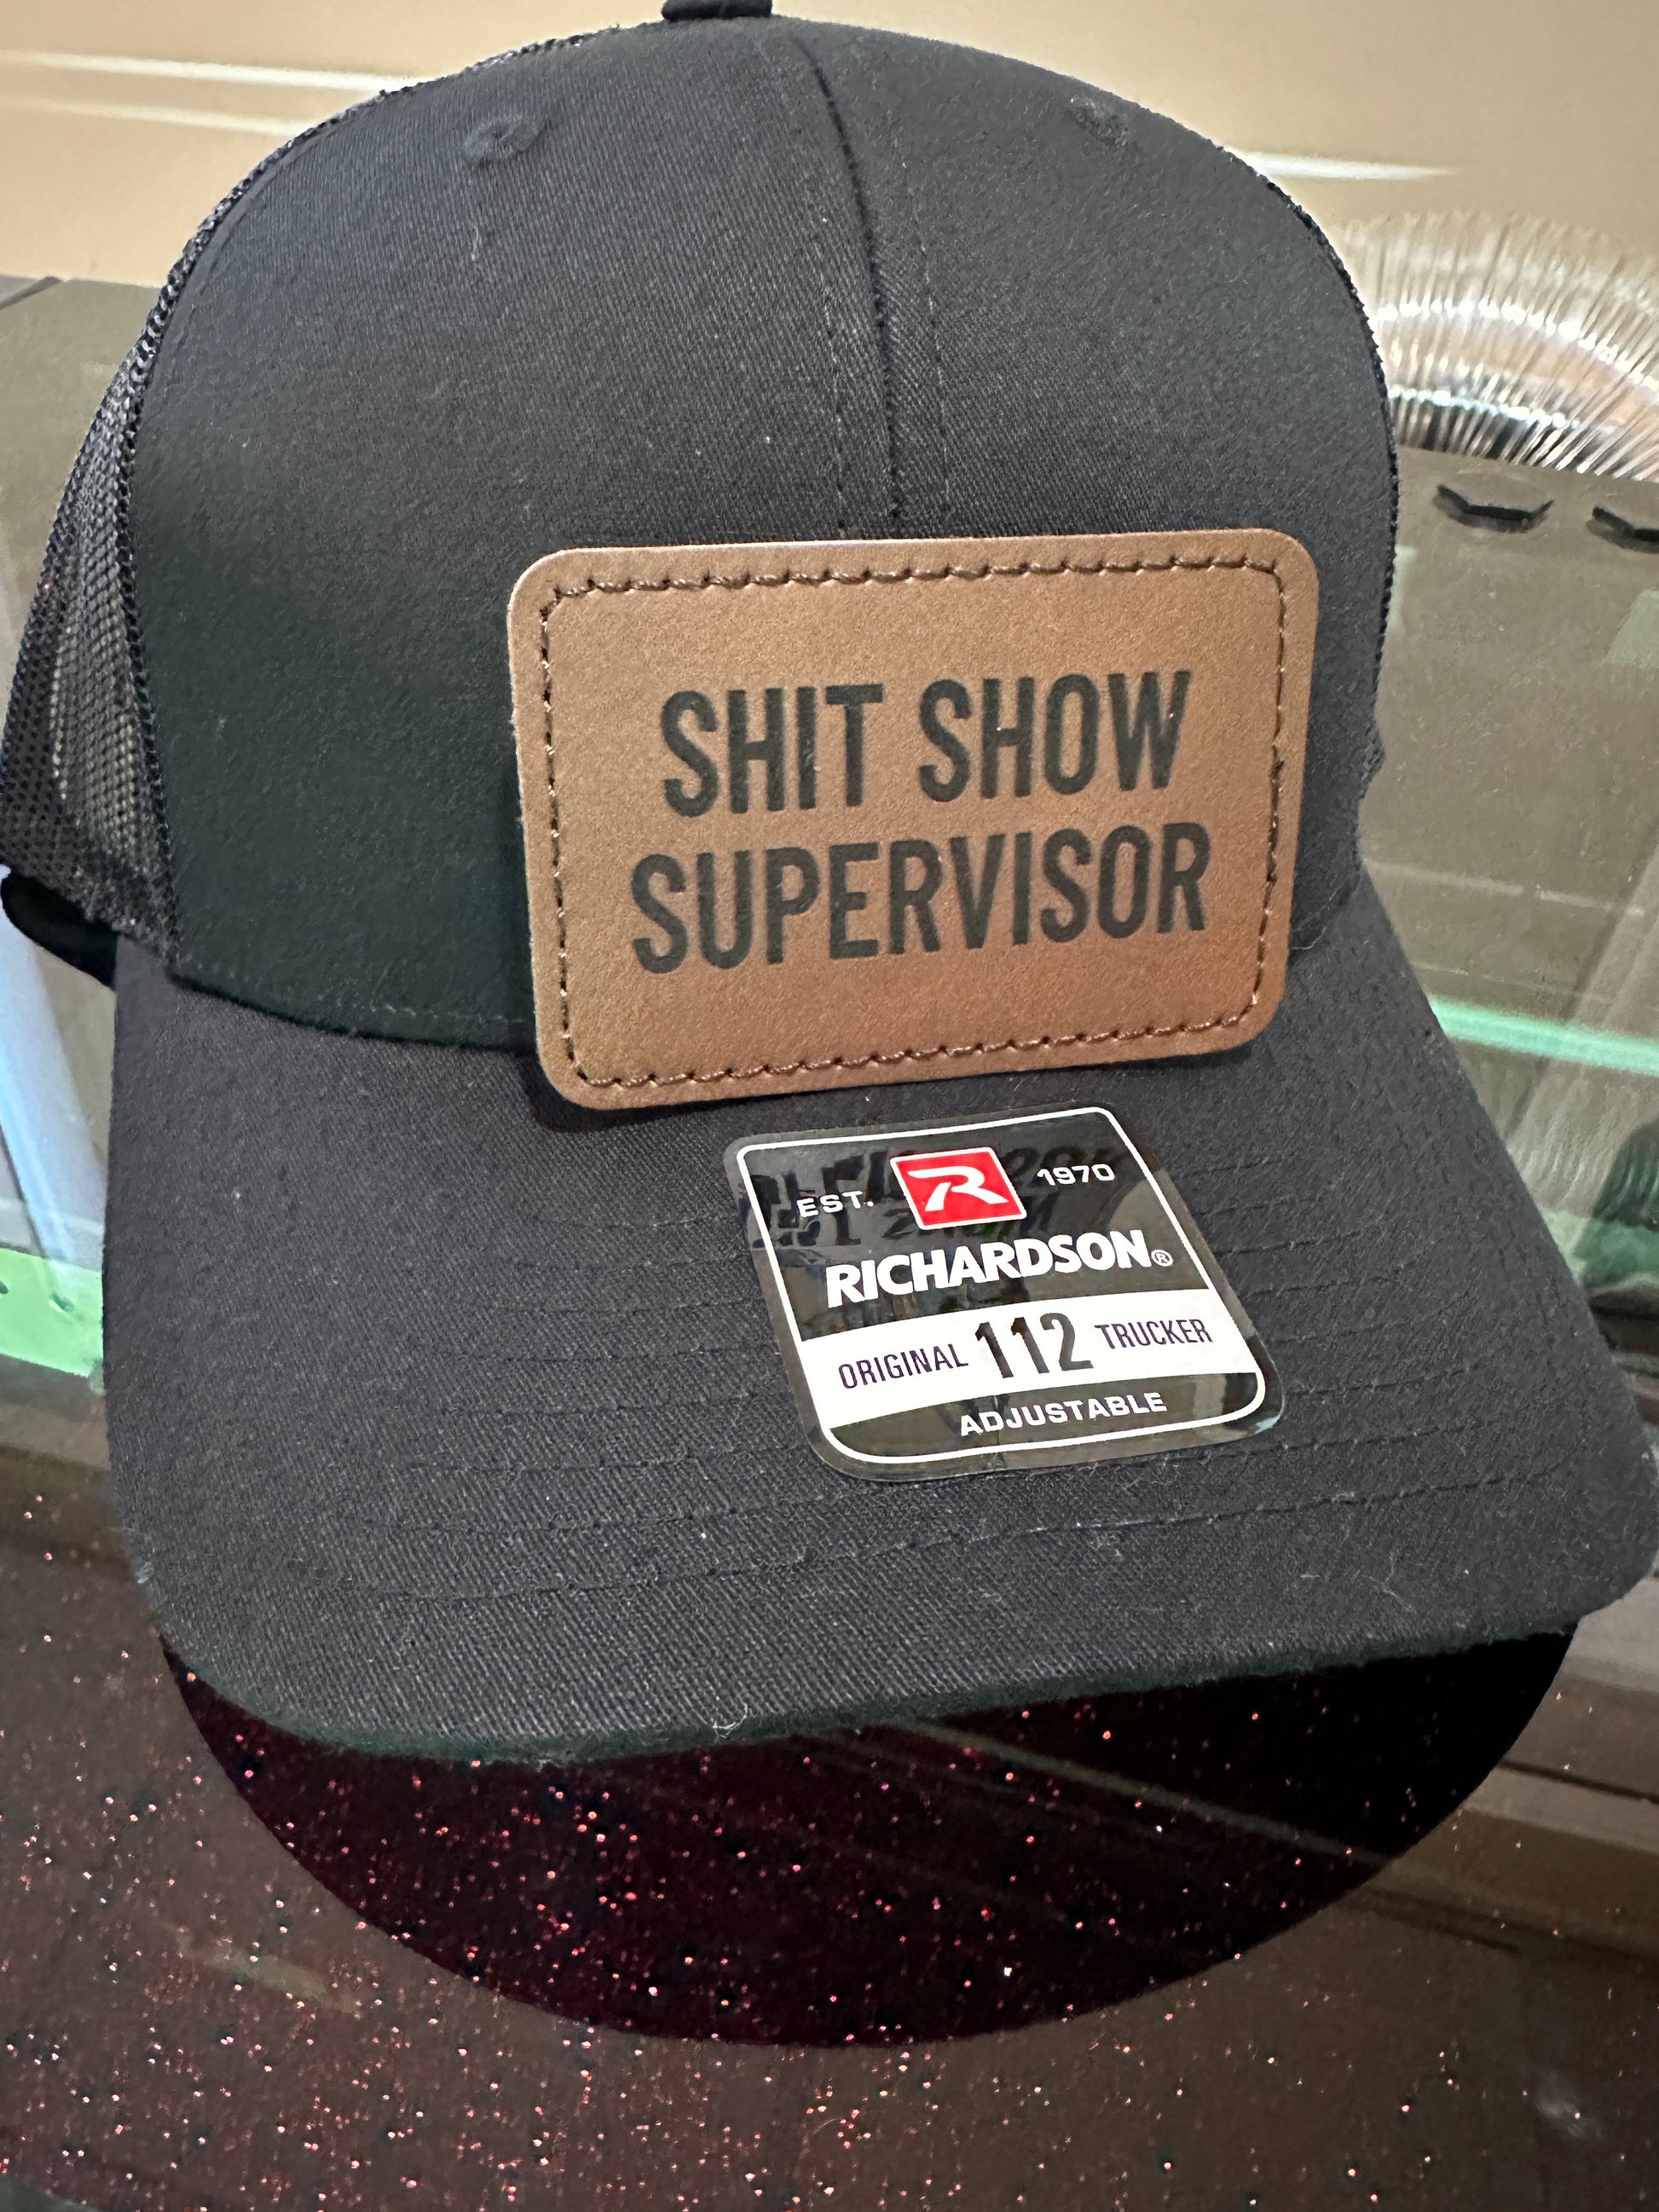 SHIT SHOW
SUPERVISOR
EST. R 1970
RICHARDSON®
ORIGINAL 112 TRUCKER
ADJUSTABLE